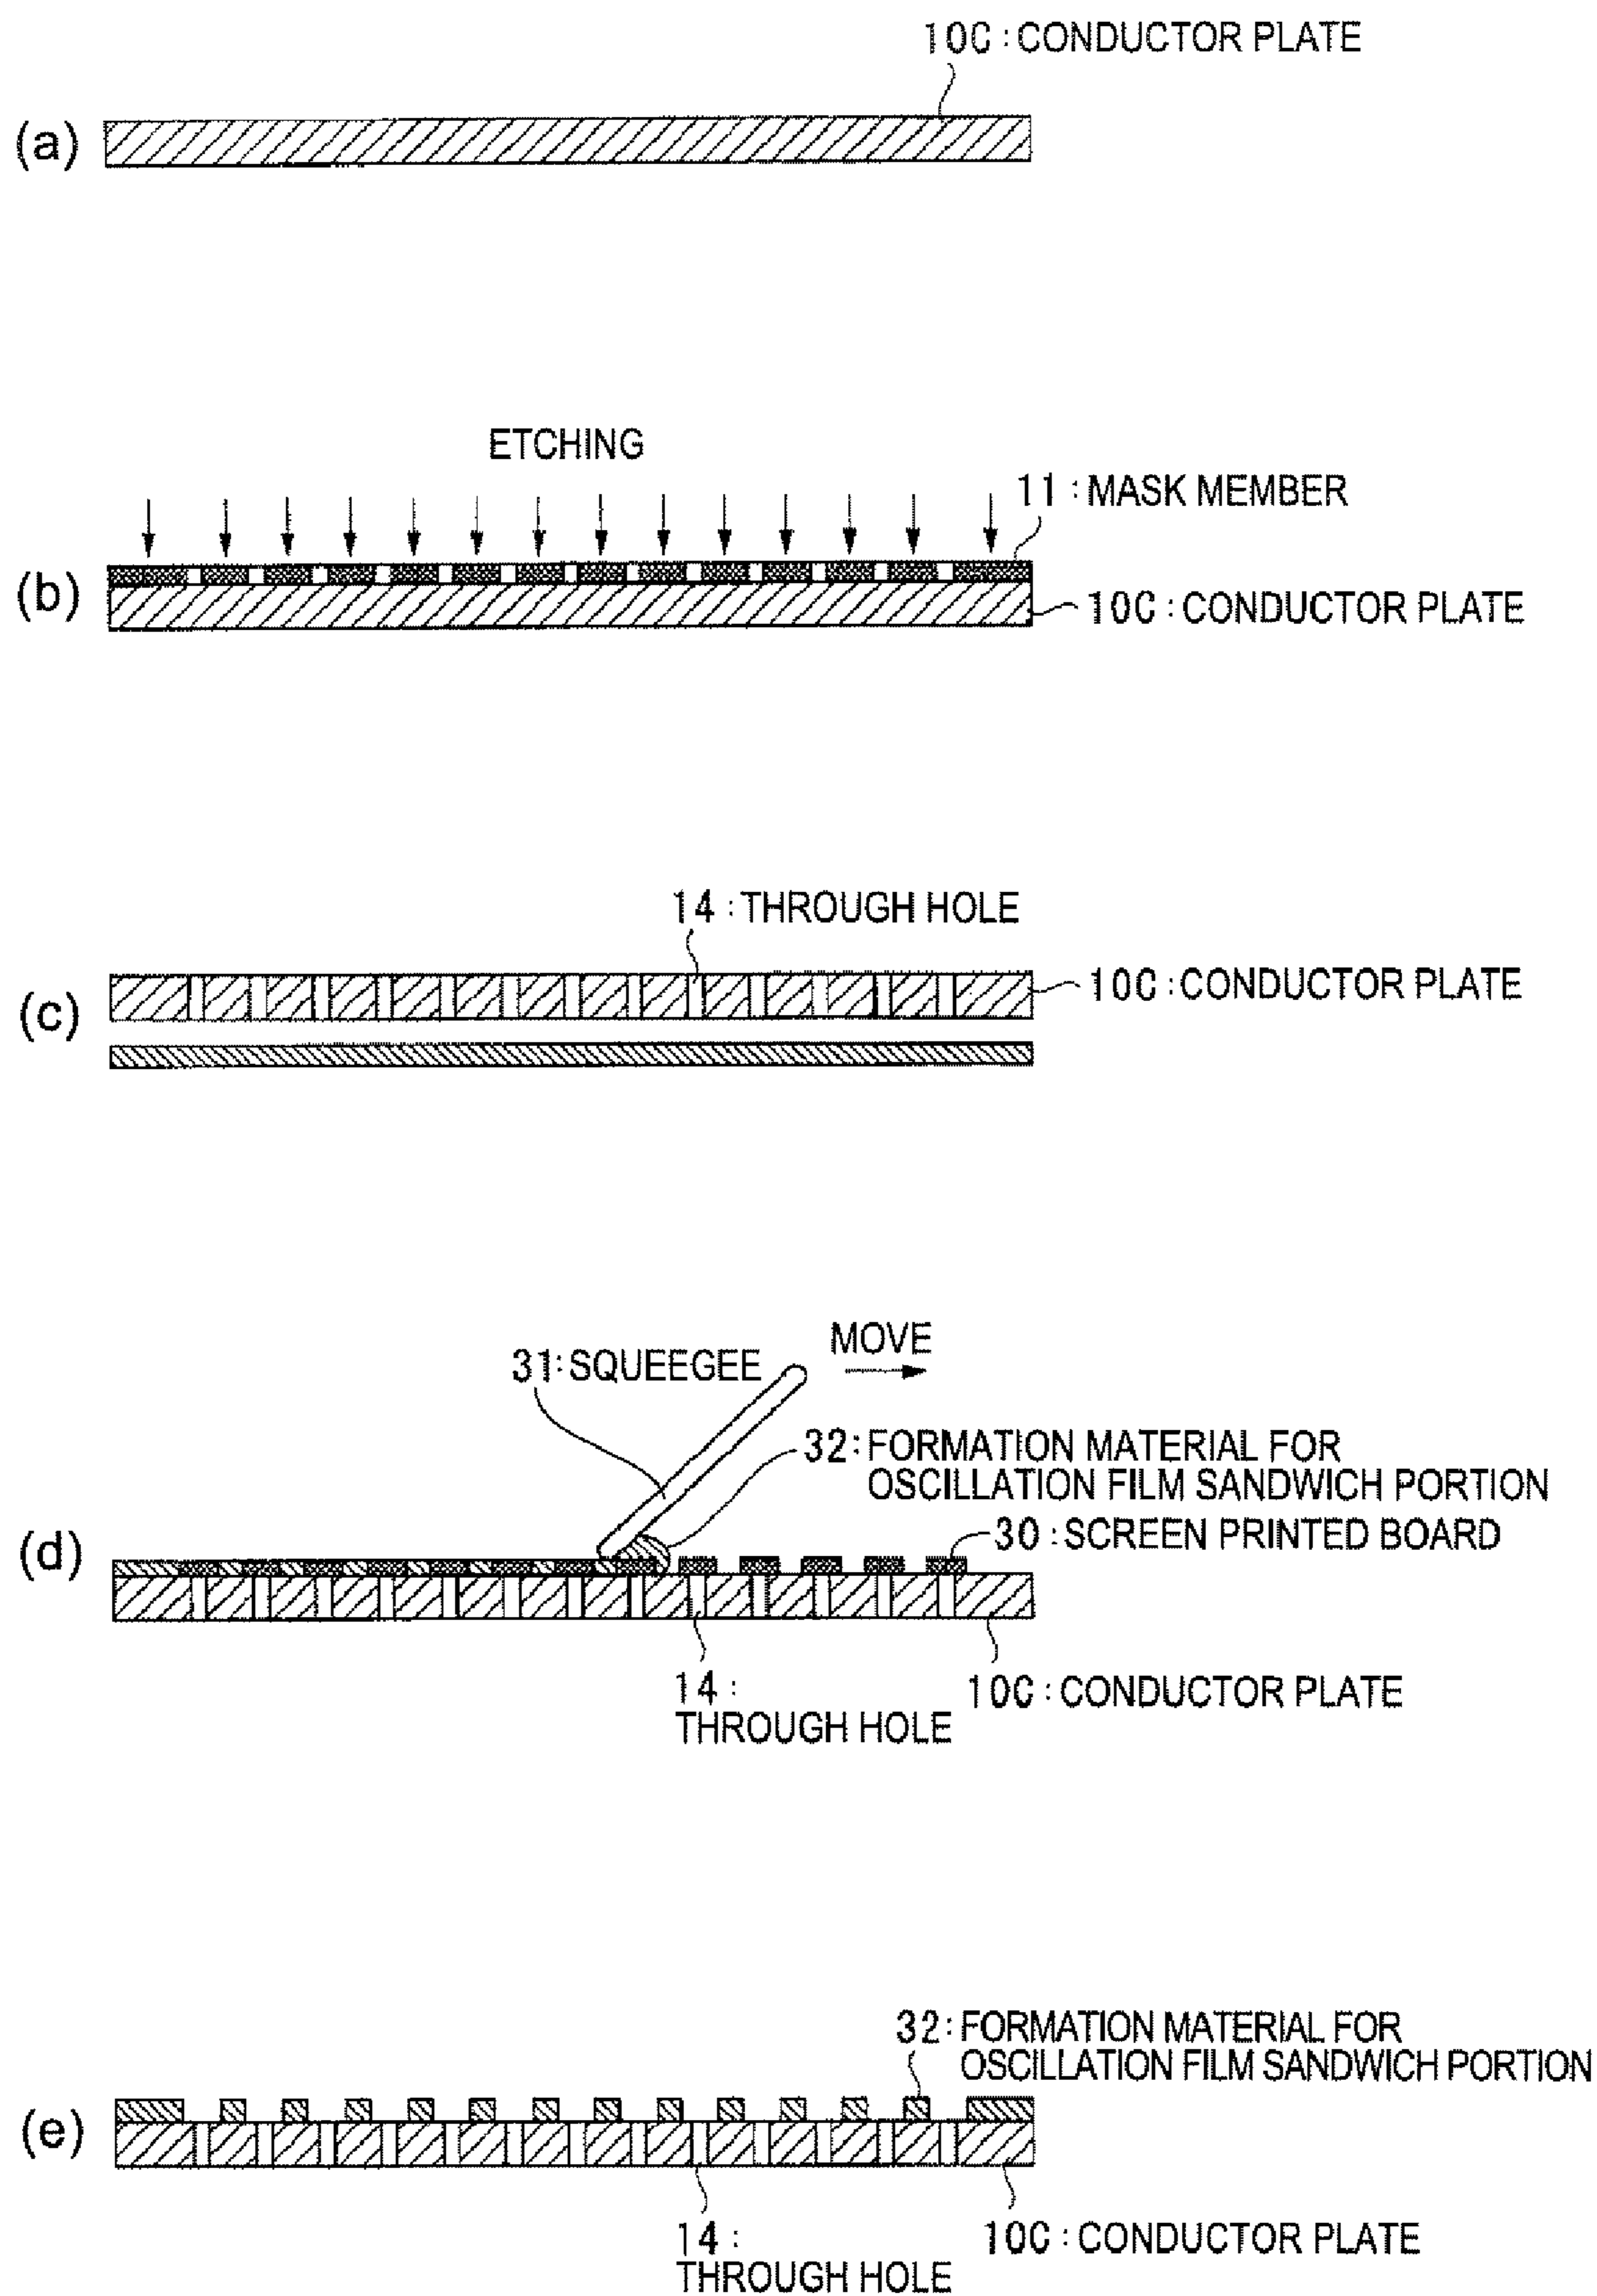 10C : CONDUCTOR PLATE
(a)
ETCHING
11 : MASK MEMBER
(b)
10C : CONDUCTOR PLATE
14 : THROUGH HOLE
10C : CONDUCTOR PLATE
(c)
MOVE
31: SQUEEGEE
32: FORMATION MATERIAL FOR
OSCILLATION FILM SANDWICH PORTION
30 : SCREEN PRINTED BOARD
(d)
14 :
THROUGH HOLE
10C : CONDUCTOR PLATE
32: FORMATION MATERIAL FOR
OSCILLATION FILM SANDWICH PORTION
(e)
14 :
THROUGH HOLE
10C : CONDUCTOR PLATE